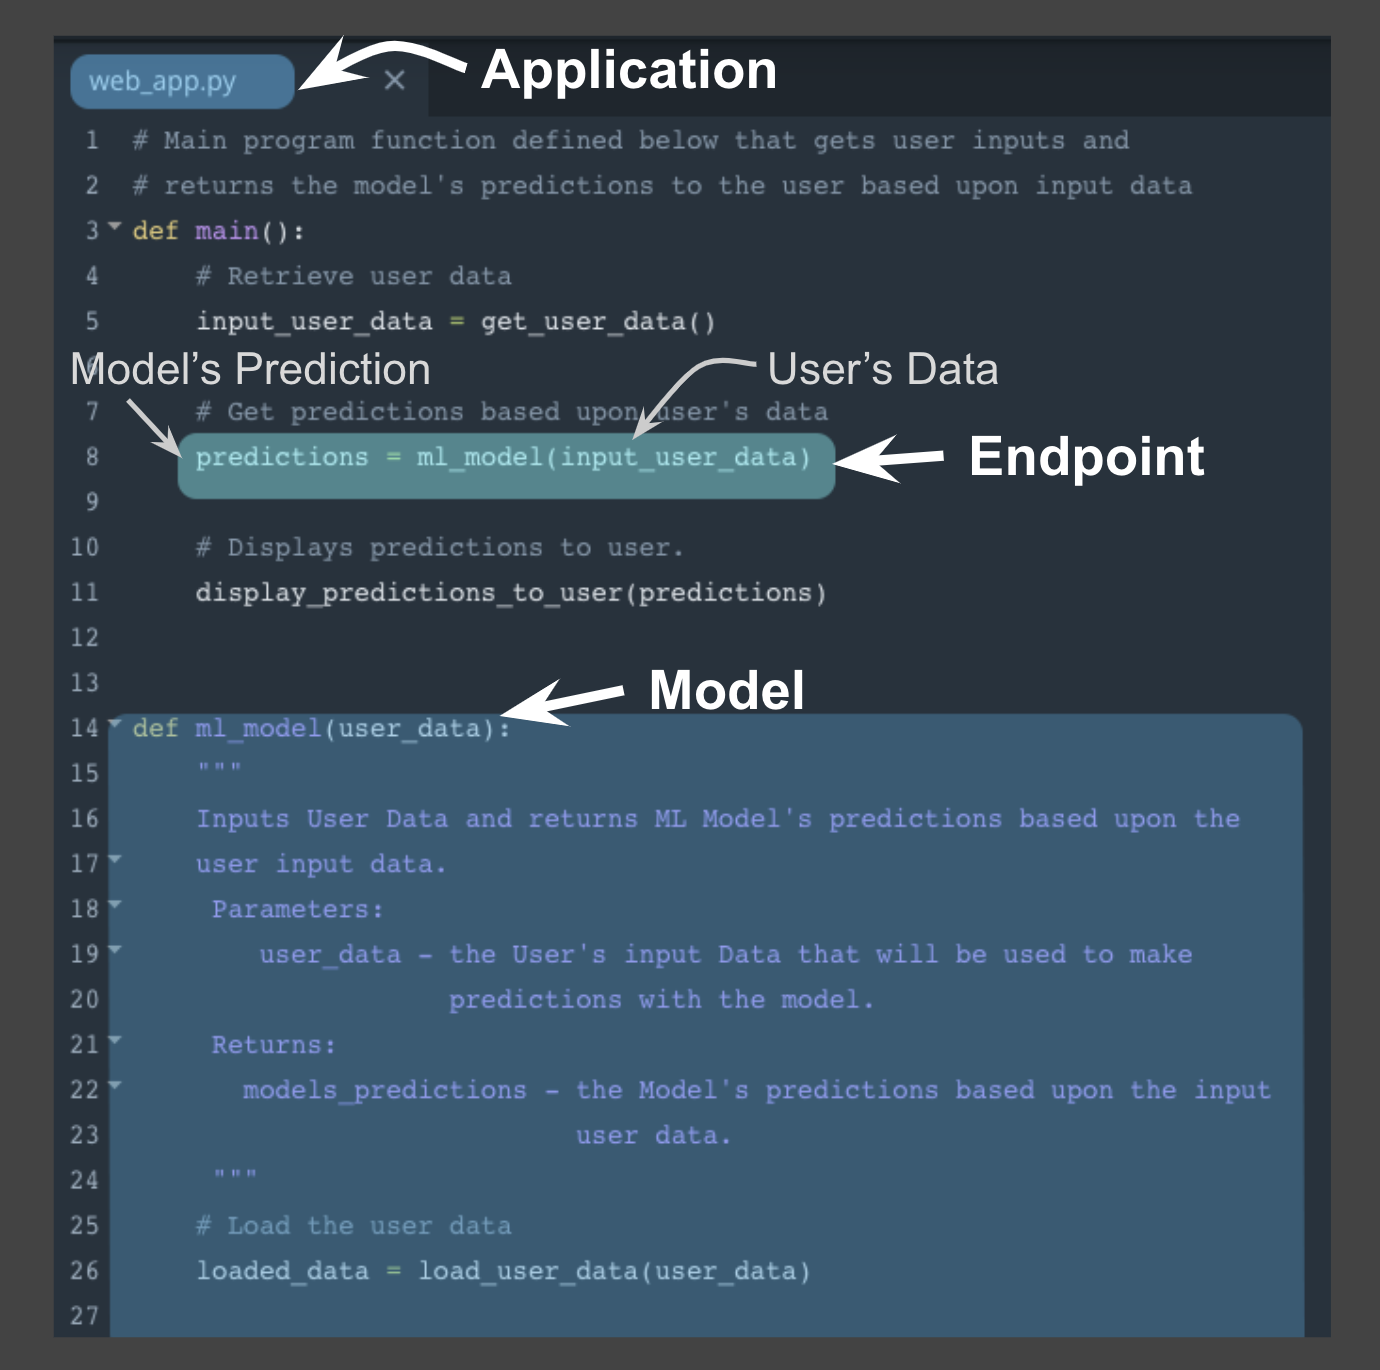 web_app.py × Application
1 # Main program function defined below that gets user inputs and
2 # returns the model's predictions to the user based upon input data
3 def main():
4 # Retrieve user data
5 input_user_data = get_user_data()
6
Model’s Prediction User’s Data
7 # Get predictions based upon user's data
8 predictions = ml_model(input_user_data) Endpoint
9
10 # Displays predictions to user.
11 display_predictions_to_user(predictions)
12
13
Model
14 def ml_model(user_data):
15 """
16 Inputs User Data and returns ML Model's predictions based upon the
17 user input data.
18 Parameters:
19 user_data - the User's input Data that will be used to make
20 predictions with the model.
21 Returns:
22 models_predictions - the Model's predictions based upon the input
23 user data.
24 """
25 # Load the user data
26 loaded_data = load_user_data(user_data)
27